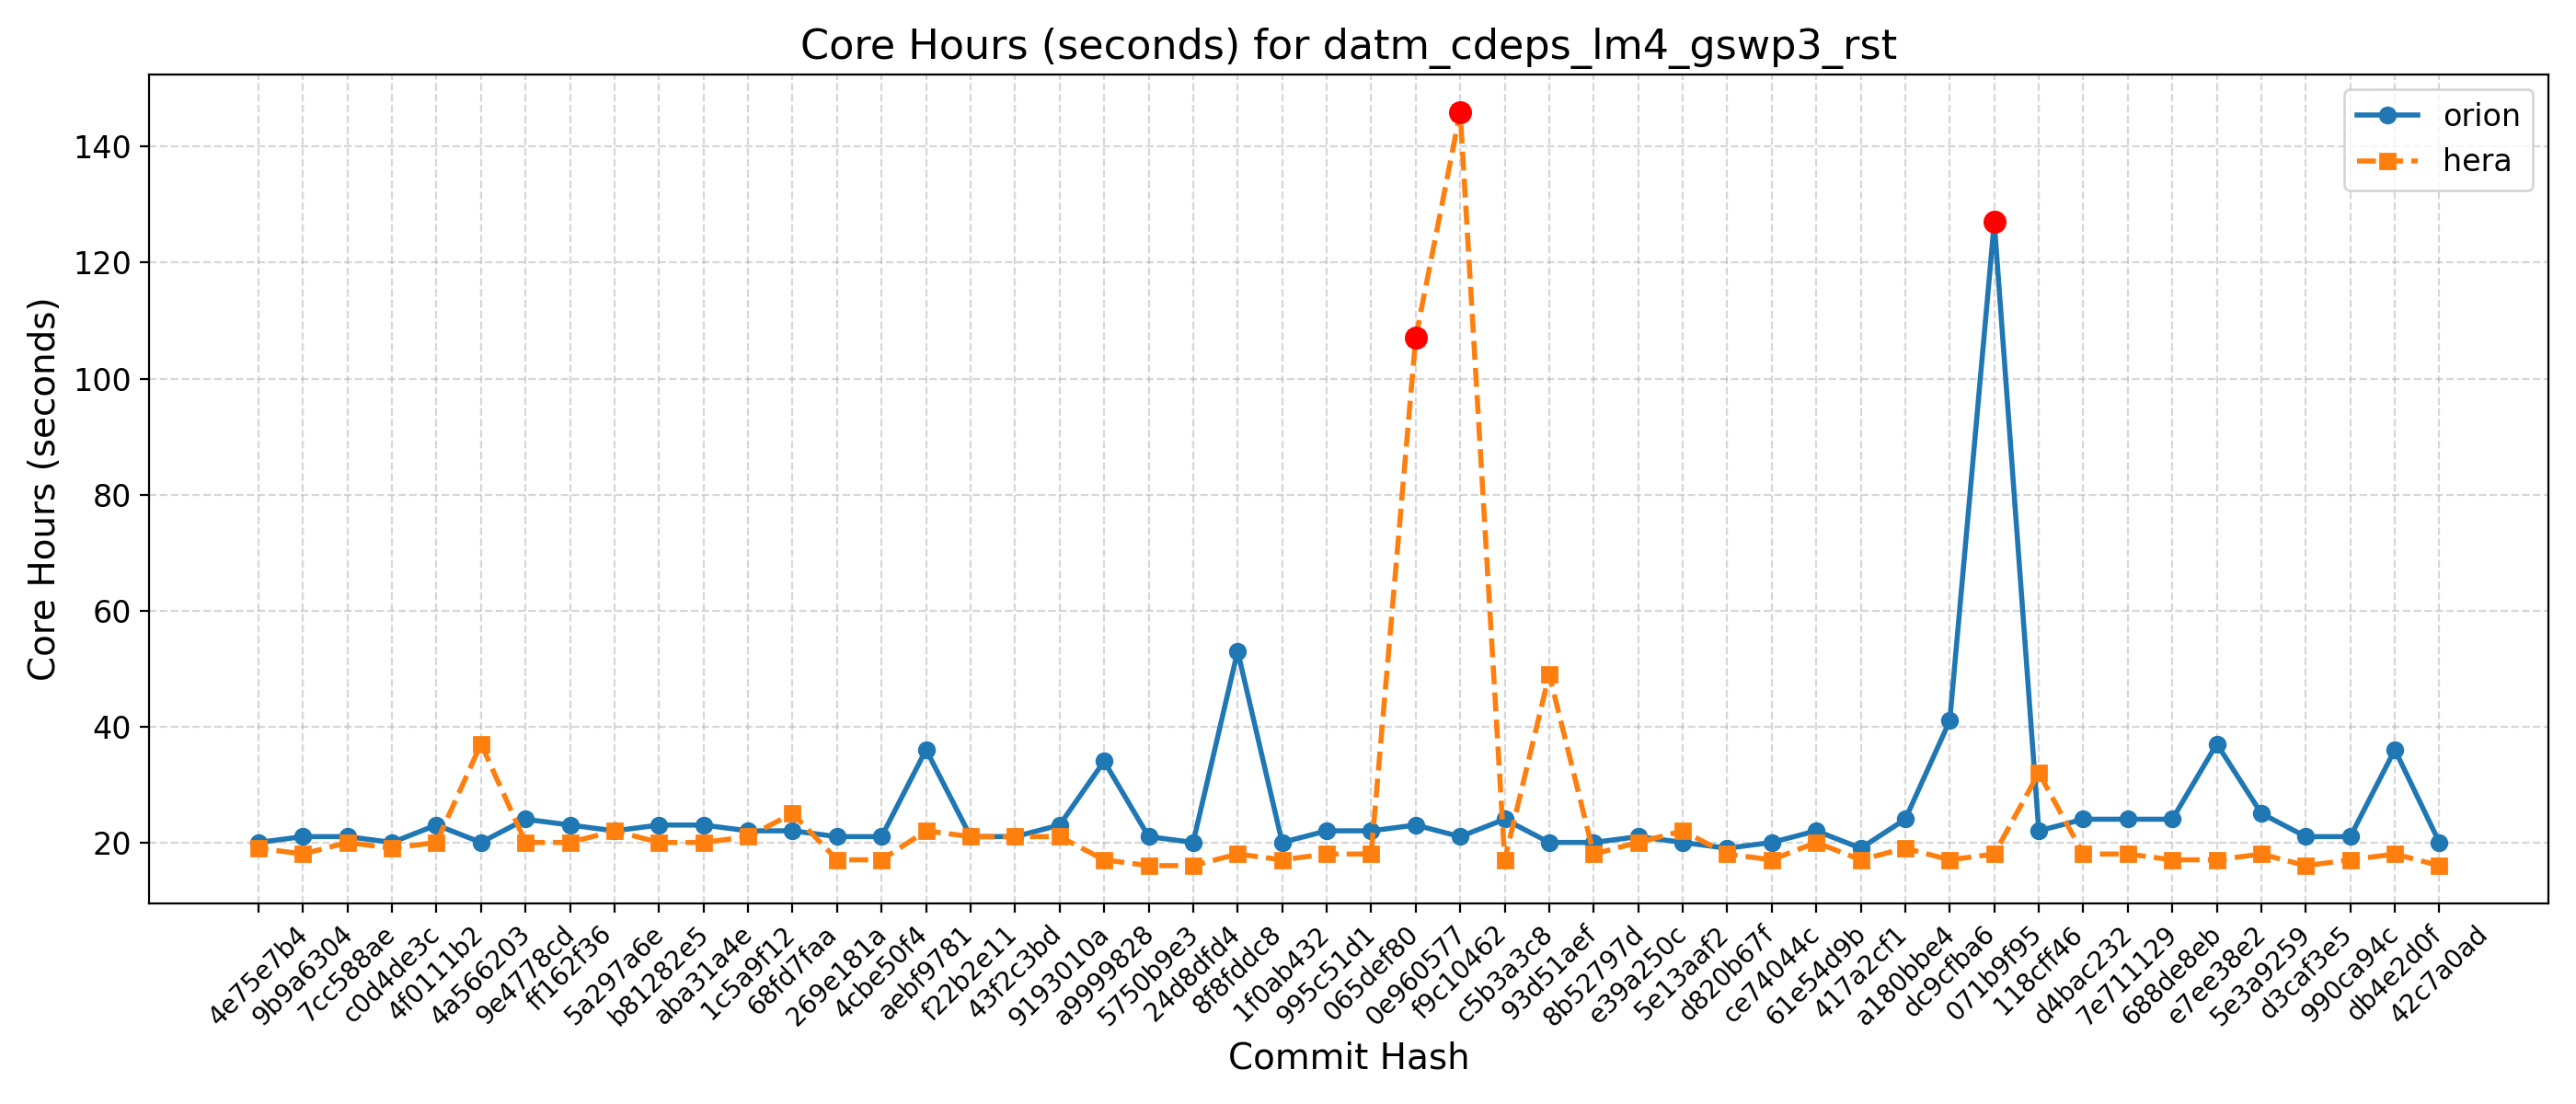 Core Hours (seconds) for datm_cdeps_lm4_gswp3_rst
orion
hera
Core Hours (seconds)
140
120
100
80
60
40
20
4e75e7b4
9b9a6304
7cc588ae
c0d4de3c
4f0111b2
4a566203
9e4778cd
ff162f36
5a297a6e
b81282e5
aba31a4e
1c5a9f12
68fd7faa
269e181a
4cbe50f4
aebf9781
f22b2e11
43f2c3bd
9193010a
a9999828
5750b9e3
24d8dfd4
8f8fddc8
1f0ab432
995c51d1
065def80
0e960577
f9c10462
c5b3a3c8
93d51aef
8b52797d
e39a250c
5e13aaf2
d820b67f
ce74044c
61e54d9b
417a2cf1
a180bbe4
dc9cfba6
071b9f95
118cff46
d4bac232
7e711129
688de8eb
e7ee38e2
5e3a9259
d3caf3e5
990ca94c
db4e2d0f
42c7a0ad
Commit Hash